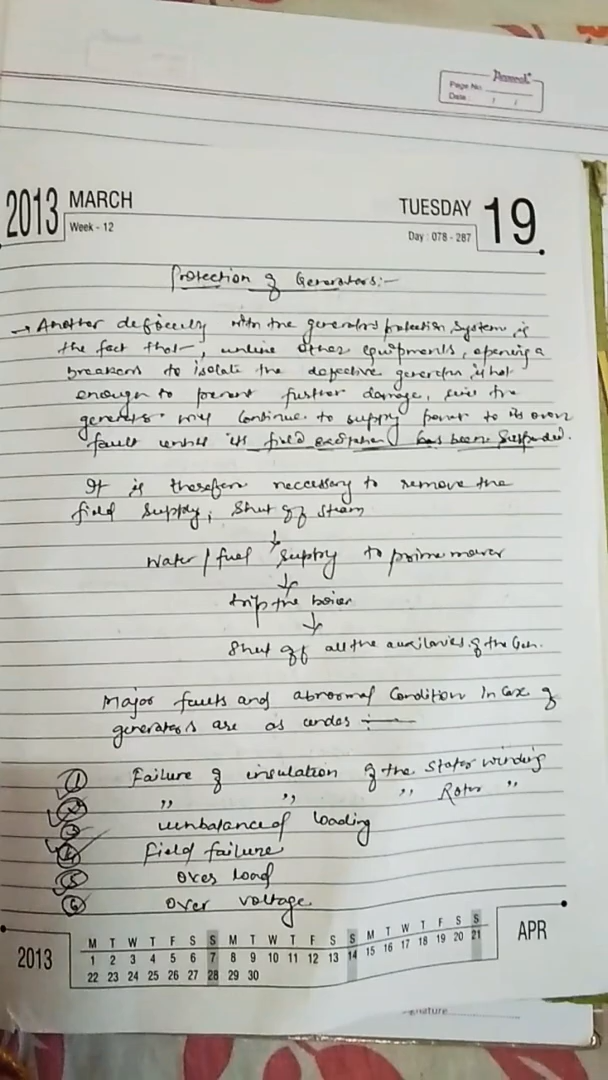 Pramod
Page No.
Date / /
2013 MARCH
Week - 12
TUESDAY 19
Day : 078 - 287
Protection of Generators:-
→ Another with the generators protection system is
the fact that, unlike other equipments, opening a
breakers to isolate the defective generator is not
enough to prevent further damage, since the
generator will continue to supply power to its own
fault until its field excitation has been suspended.
It is therefore neccessary to remove the
field supply, shut off steam
↓
Water / fuel supply to prime mover
↓
trip the boiler
↓
Shut off all the auxilaries of the Gen.
Major faults and abnormal Condition In Case of
generators are as under :-
① Failure of insulation of the stator winding
② ,, ,, ,, Rotor ,,
③ unbalance of loading
④ field failure
⑤ over load
⑥ over voltage
2013
M T W T F S S M T W T F S S M T W T F S S
1 2 3 4 5 6 7 8 9 10 11 12 13 14 15 16 17 18 19 20 21
22 23 24 25 26 27 28 29 30
APR